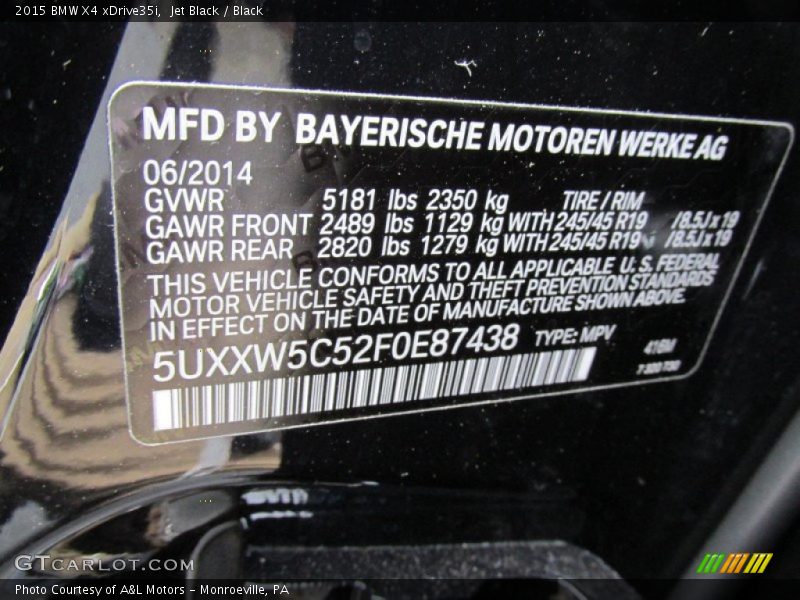 2015 BMW X4 xDrive35i, Jet Black / Black
MFD BY BAYERISCHE MOTOREN WERKE AG
06/2014
GVWR 5181 lbs 2350 kg TIRE / RIM
GAWR FRONT 2489 lbs 1129 kg WITH 245/45 R19 /8.5J x 19
GAWR REAR 2820 lbs 1279 kg WITH 245/45 R19 /8.5J x 19
THIS VEHICLE CONFORMS TO ALL APPLICABLE U.S. FEDERAL
MOTOR VEHICLE SAFETY AND THEFT PREVENTION STANDARDS
IN EFFECT ON THE DATE OF MANUFACTURE SHOWN ABOVE.
5UXXW5C52F0E87438 TYPE: MPV
GTCARLOT.COM
Photo Courtesy of A&L Motors - Monroeville, PA